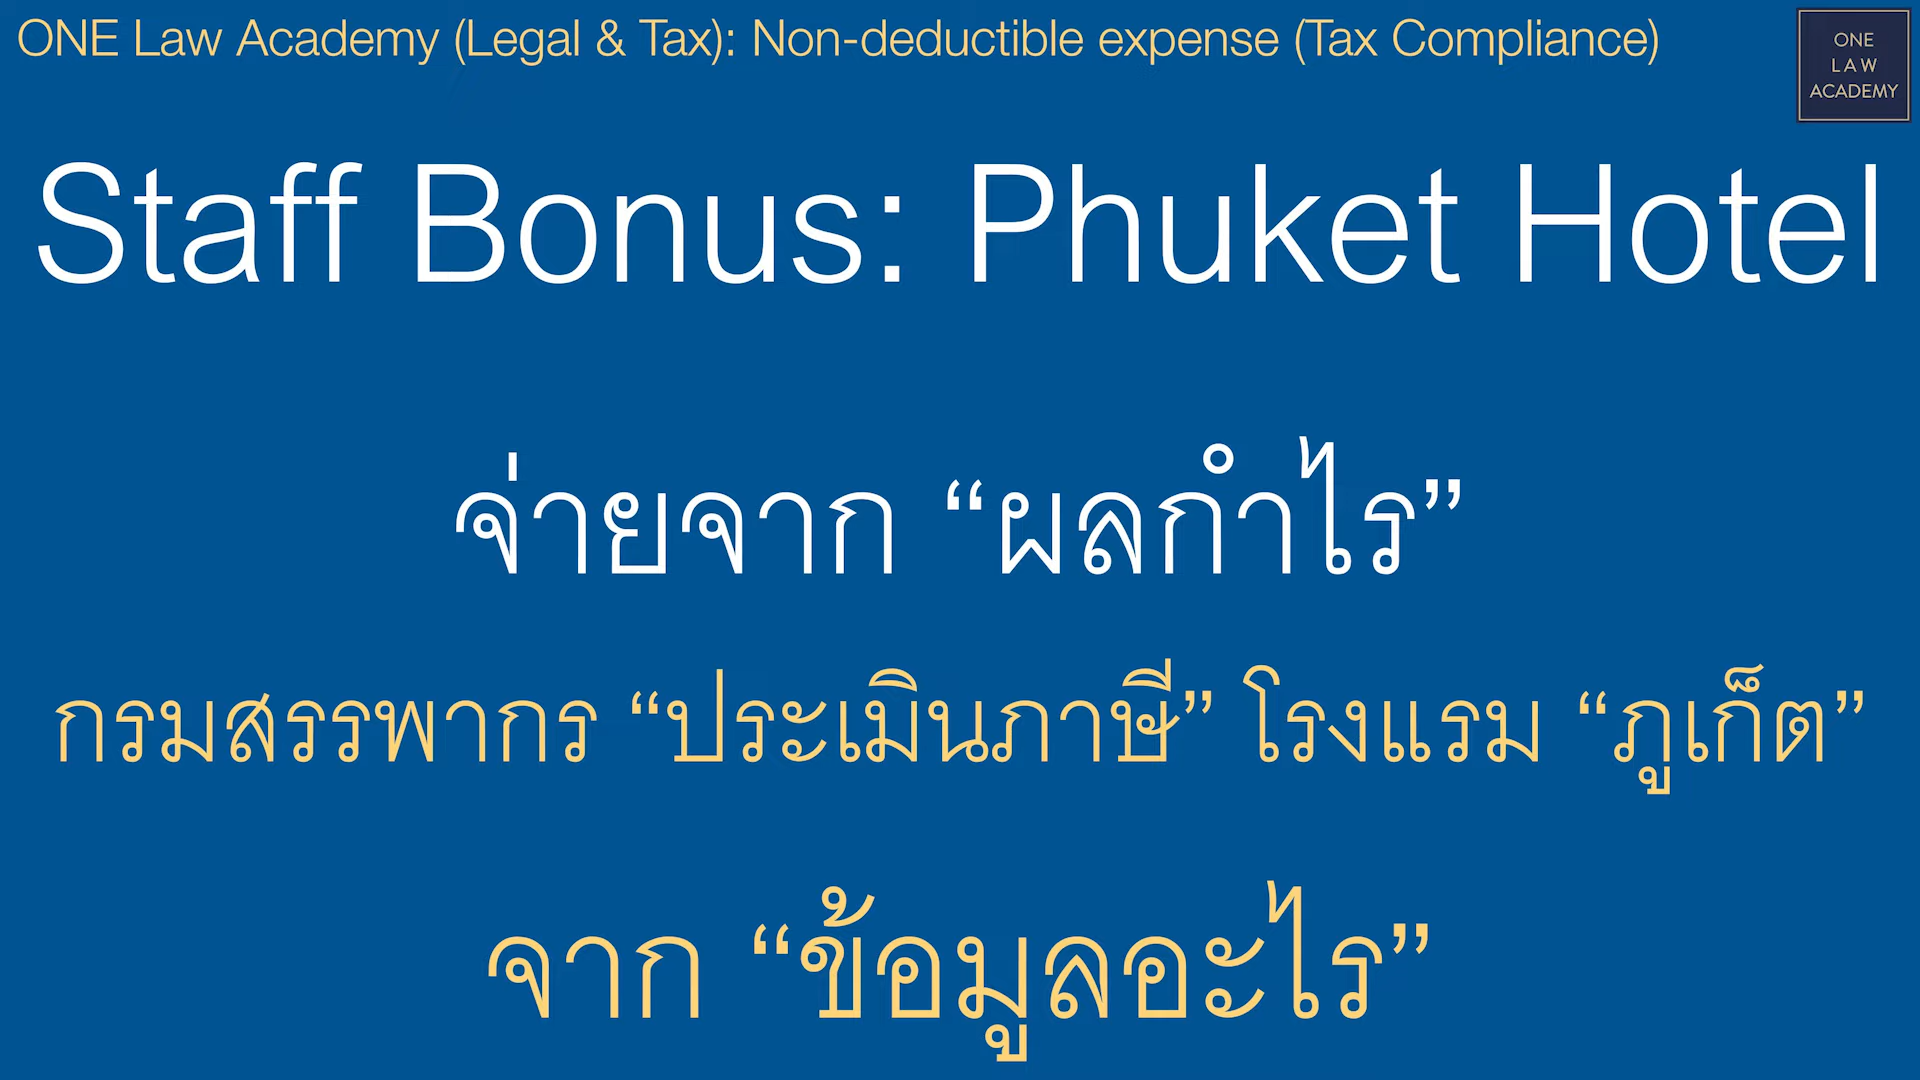 ONE Law Academy (Legal & Tax): Non-deductible expense (Tax Compliance)
ONE
LAW
ACADEMY
Staff Bonus: Phuket Hotel
จ่ายจาก “ผลกำไร”
กรมสรรพากร “ประเมินภาษี” โรงแรม “ภูเก็ต”
จาก “ข้อมูลอะไร”